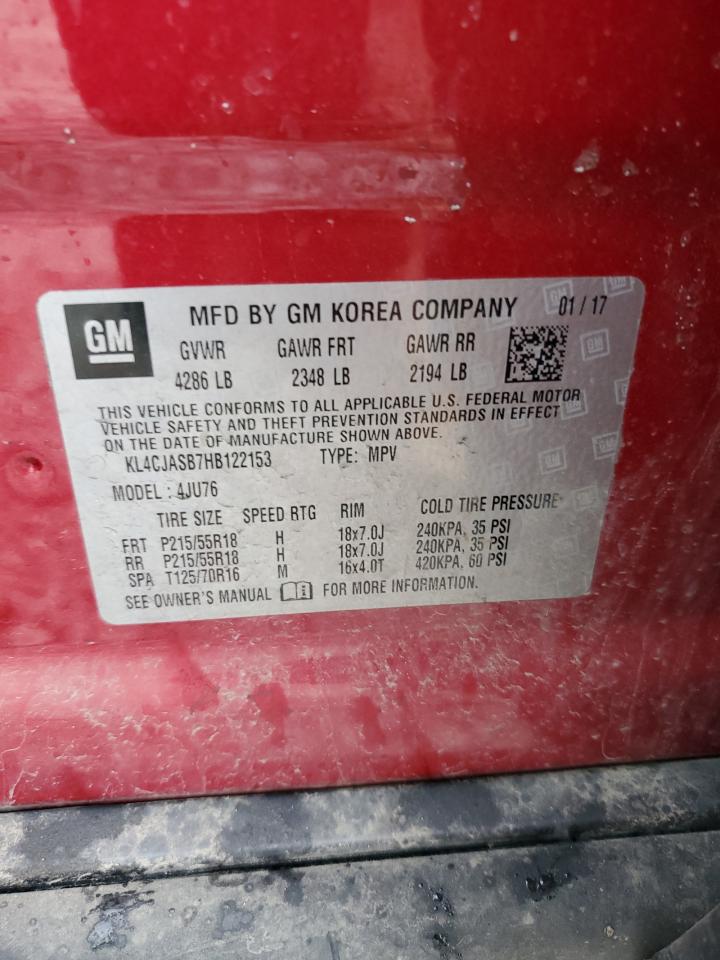 GM MFD BY GM KOREA COMPANY 01 / 17
GVWR GAWR FRT GAWR RR
4286 LB 2348 LB 2194 LB
THIS VEHICLE CONFORMS TO ALL APPLICABLE U.S. FEDERAL MOTOR
VEHICLE SAFETY AND THEFT PREVENTION STANDARDS IN EFFECT
ON THE DATE OF MANUFACTURE SHOWN ABOVE.
KL4CJASB7HB122153 TYPE: MPV
MODEL : 4JU76
TIRE SIZE SPEED RTG RIM COLD TIRE PRESSURE
FRT P215/55R18 H 18x7.0J 240KPA, 35 PSI
RR P215/55R18 H 18x7.0J 240KPA, 35 PSI
SPA T125/70R16 M 16x4.0T 420KPA, 60 PSI
SEE OWNER'S MANUAL FOR MORE INFORMATION.